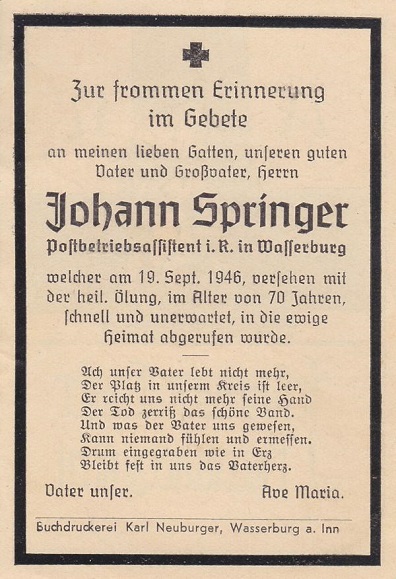 Zur frommen Erinnerung
im Gebete
an meinen lieben Gatten, unseren guten
Vater und Großvater, Herrn
Johann Springer
Postbetriebsassistent i. R. in Wasserburg
welcher am 19. Sept. 1946, versehen mit
der heil. Ölung, im Alter von 70 Jahren,
schnell und unerwartet, in die ewige
Heimat abgerufen wurde.
Ach unser Vater lebt nicht mehr,
Der Platz in unserm Kreis ist leer,
Er reicht uns nicht mehr seine Hand
Der Tod zerriß das schöne Band.
Und was der Vater uns gewesen,
Kann niemand fühlen und ermessen.
Drum eingegraben wie in Erz
Bleibt fest in uns das Vaterherz.
Vater unser. Ave Maria.
Buchdruckerei Karl Neuburger, Wasserburg a. Inn